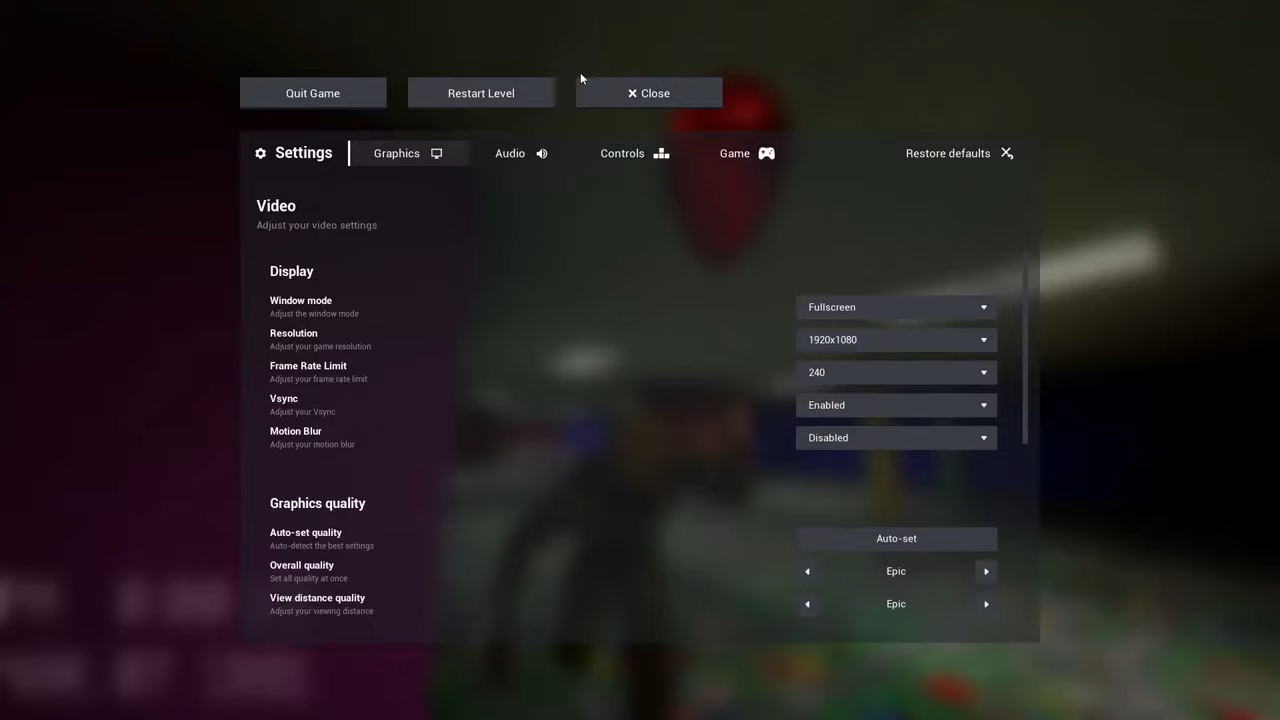 Quit Game
Restart Level
Close
Settings
Graphics
Audio
Controls
Game
Restore defaults
Video
Adjust your video settings
Display
Window mode
Adjust the window mode
Fullscreen
Resolution
Adjust your game resolution
1920x1080
Frame Rate Limit
Adjust your frame rate limit
240
Vsync
Adjust your Vsync
Enabled
Motion Blur
Adjust your motion blur
Disabled
Graphics quality
Auto-set quality
Auto-detect the best settings
Auto-set
Overall quality
Set all quality at once
Epic
View distance quality
Adjust your viewing distance
Epic